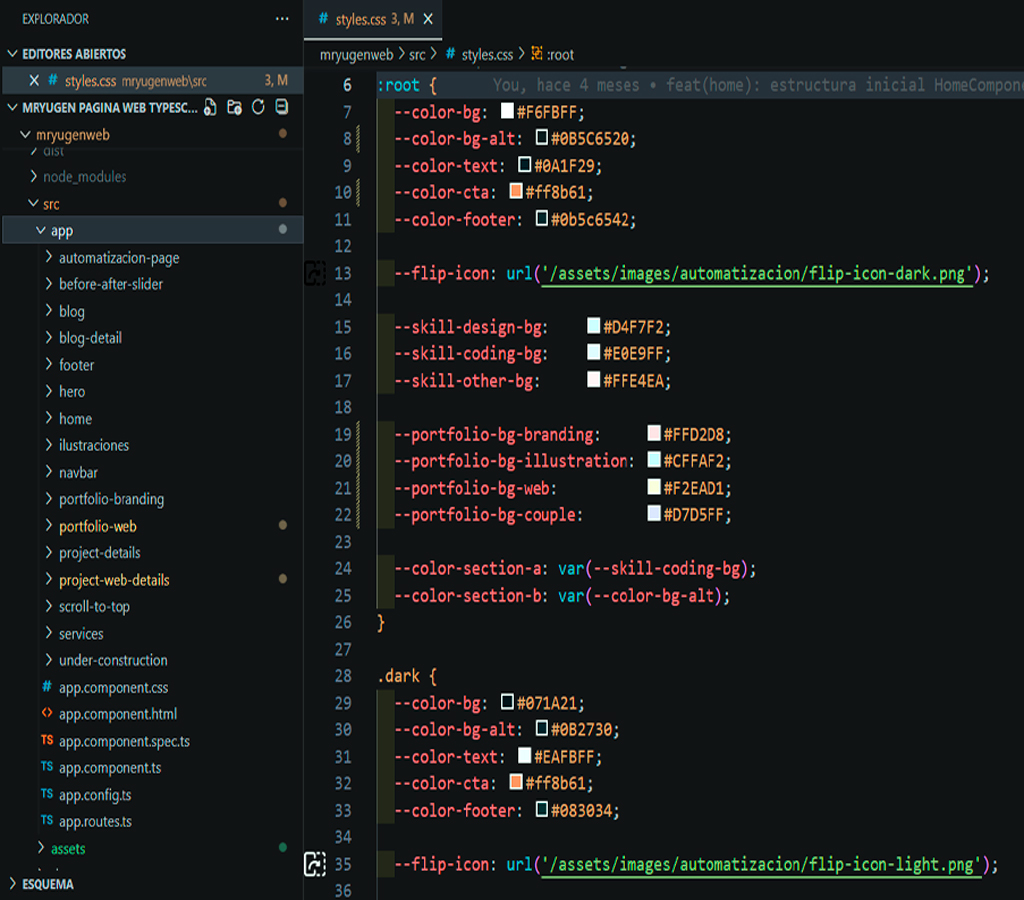 EXPLORADOR
EDITORES ABIERTOS
styles.css mryugenweb\src 3, M
MRYUGEN PAGINA WEB TYPESC...
mryugenweb
dist
node_modules
src
app
automatizacion-page
before-after-slider
blog
blog-detail
footer
hero
home
ilustraciones
navbar
portfolio-branding
portfolio-web
project-details
project-web-details
scroll-to-top
services
under-construction
app.component.css
app.component.html
TS app.component.spec.ts
TS app.component.ts
TS app.config.ts
TS app.routes.ts
assets
ESQUEMA
# styles.css 3, M
mryugenweb > src > # styles.css > :root
6 :root { You, hace 4 meses • feat(home): estructura inicial HomeCompone
7 --color-bg: #F6FBFF;
8 --color-bg-alt: #0B5C6520;
9 --color-text: #0A1F29;
10 --color-cta: #ff8b61;
11 --color-footer: #0b5c6542;
12
13 --flip-icon: url('/assets/images/automatizacion/flip-icon-dark.png');
14
15 --skill-design-bg: #D4F7F2;
16 --skill-coding-bg: #E0E9FF;
17 --skill-other-bg: #FFE4EA;
18
19 --portfolio-bg-branding: #FFD2D8;
20 --portfolio-bg-illustration: #CFFAF2;
21 --portfolio-bg-web: #F2EAD1;
22 --portfolio-bg-couple: #D7D5FF;
23
24 --color-section-a: var(--skill-coding-bg);
25 --color-section-b: var(--color-bg-alt);
26 }
27
28 .dark {
29 --color-bg: #071A21;
30 --color-bg-alt: #0B2730;
31 --color-text: #EAFBFF;
32 --color-cta: #ff8b61;
33 --color-footer: #083034;
34
35 --flip-icon: url('/assets/images/automatizacion/flip-icon-light.png');
36